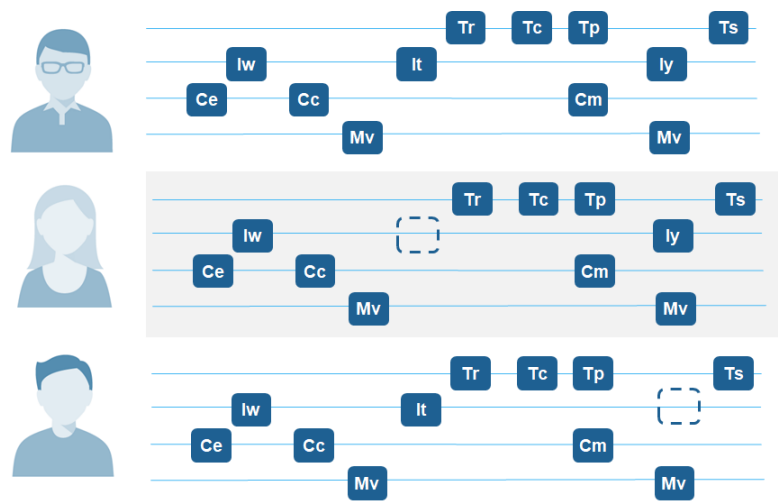 Tr Tc Tp Ts
Iw It Iy
Ce Cc Cm
Mv Mv
Tr Tc Tp Ts
Iw Iy
Ce Cc Cm
Mv Mv
Tr Tc Tp Ts
Iw It
Ce Cc Cm
Mv Mv